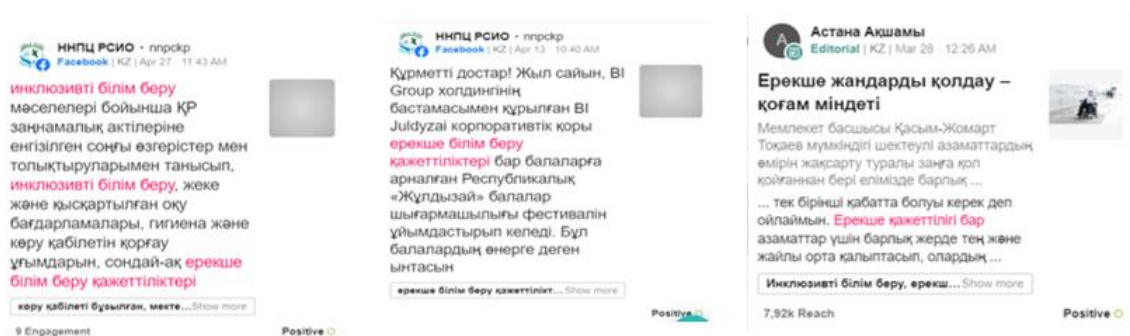 ННПЦ РСИО · nnpckp
Facebook | KZ | Apr 27 · 11:43 AM
инклюзивті білім беру
мәселелері бойынша ҚР
заңнамалық актілеріне
енгізілген соңғы өзгерістер мен
толықтыруларымен танысып,
инклюзивті білім беру, жеке
және қысқартылған оқу
бағдарламалары, гигиена және
көру қабілетін қорғау
ұғымдарын, сондай-ақ ерекше
білім беру қажеттіліктері
көру қабілеті бұзылған, мекте...Show more
9 Engagement
Positive
ННПЦ РСИО · nnpckp
Facebook | KZ | Apr 13 · 10:40 AM
Құрметті достар! Жыл сайын, BI
Group холдингінің
бастамасымен құрылған BI
Juldyzai корпоративтік қоры
ерекше білім беру
қажеттіліктері бар балаларға
арналған Республикалық
«Жұлдызай» балалар
шығармашылығы фестивалін
ұйымдастырып келеді. Бұл
балалардың өнерге деген
ынтасын
ерекше білім беру қажеттілікт...Show more
Positive
А
Астана Ақшамы
Editorial | KZ | Mar 28 · 12:26 AM
Ерекше жандарды қолдау –
қоғам міндеті
Мемлекет басшысы Қасым-Жомарт
Тоқаев мүмкіндігі шектеулі азаматтардың
өмірін жақсарту туралы заңға қол
қойғаннан бері елімізде барлық ...
... тек бірінші қабатта болуы керек деп
ойлаймын. Ерекше қажеттілігі бар
азаматтар үшін барлық жерде тең және
жайлы орта қалыптасып, олардың ...
Инклюзивті білім беру, ерекш...Show more
7,92k Reach
Positive